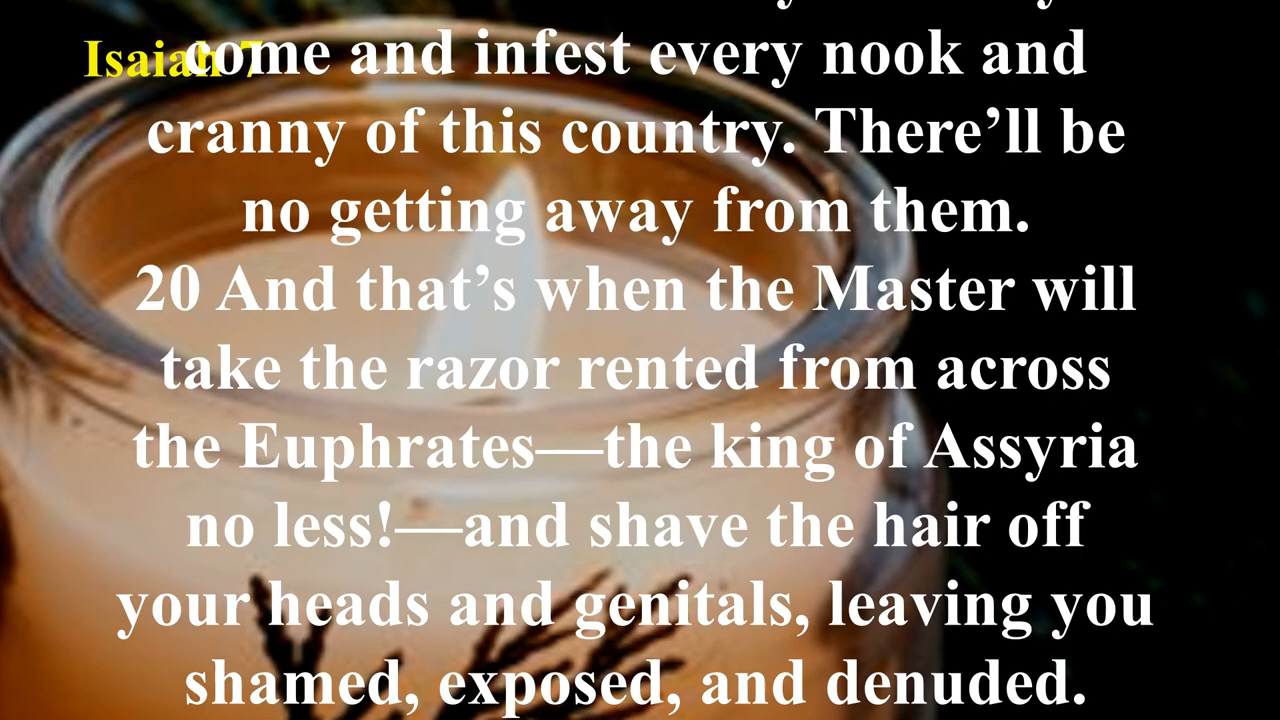 Isaiah 7
come and infest every nook and
cranny of this country. There’ll be
no getting away from them.
20 And that’s when the Master will
take the razor rented from across
the Euphrates—the king of Assyria
no less!—and shave the hair off
your heads and genitals, leaving you
shamed, exposed, and denuded.